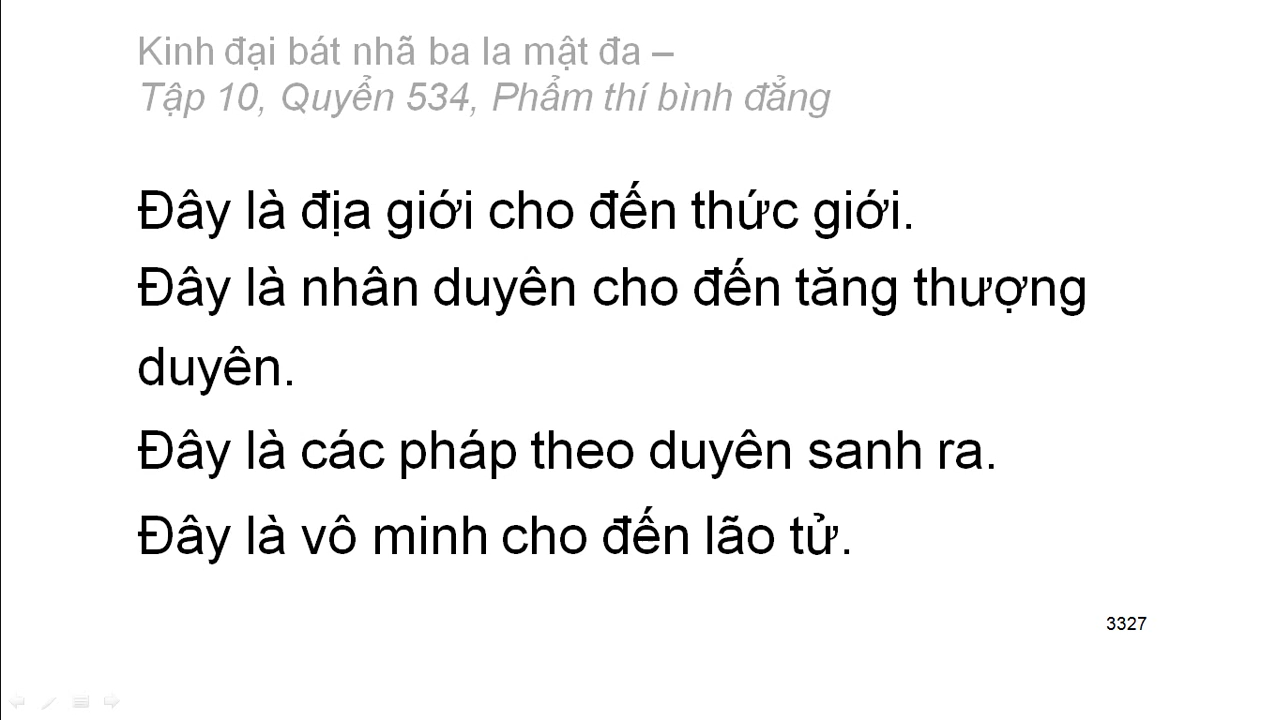 Kinh đại bát nhã ba la mật đa –
Tập 10, Quyển 534, Phẩm thí bình đẳng
Đây là địa giới cho đến thức giới.
Đây là nhân duyên cho đến tăng thượng
duyên.
Đây là các pháp theo duyên sanh ra.
Đây là vô minh cho đến lão tử.
3327